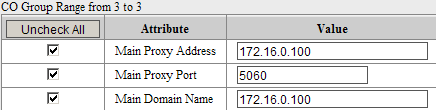 CO Group Range from 3 to 3
Uncheck All Attribute Value
Main Proxy Address 172.16.0.100
Main Proxy Port 5060
Main Domain Name 172.16.0.100